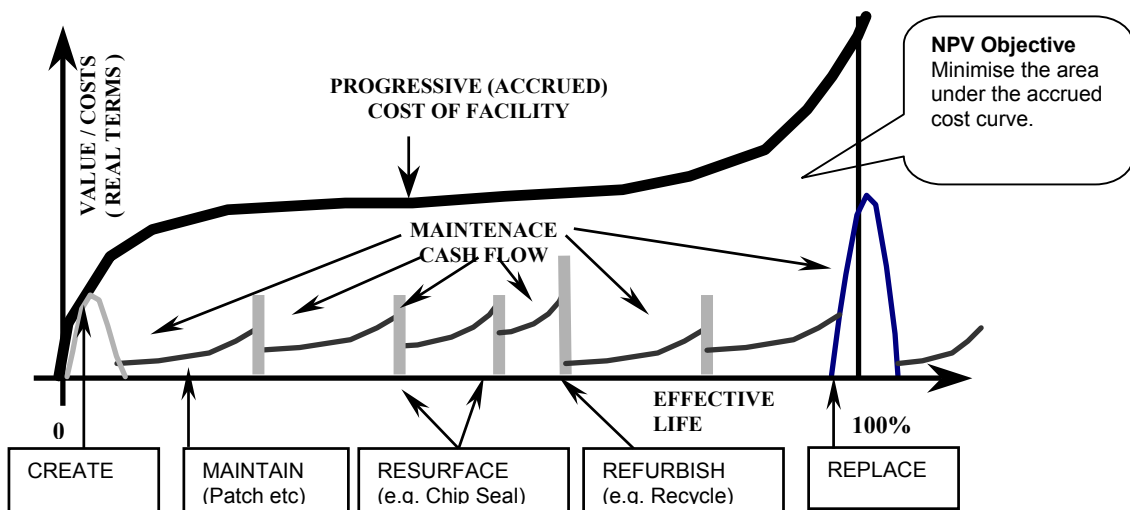 NPV Objective
Minimise the area
under the accrued
cost curve.
PROGRESSIVE (ACCRUED)
COST OF FACILITY
VALUE / COSTS
( REAL TERMS )
MAINTENACE
CASH FLOW
EFFECTIVE
LIFE
0
100%
CREATE
MAINTAIN
(Patch etc)
RESURFACE
(e.g. Chip Seal)
REFURBISH
(e.g. Recycle)
REPLACE